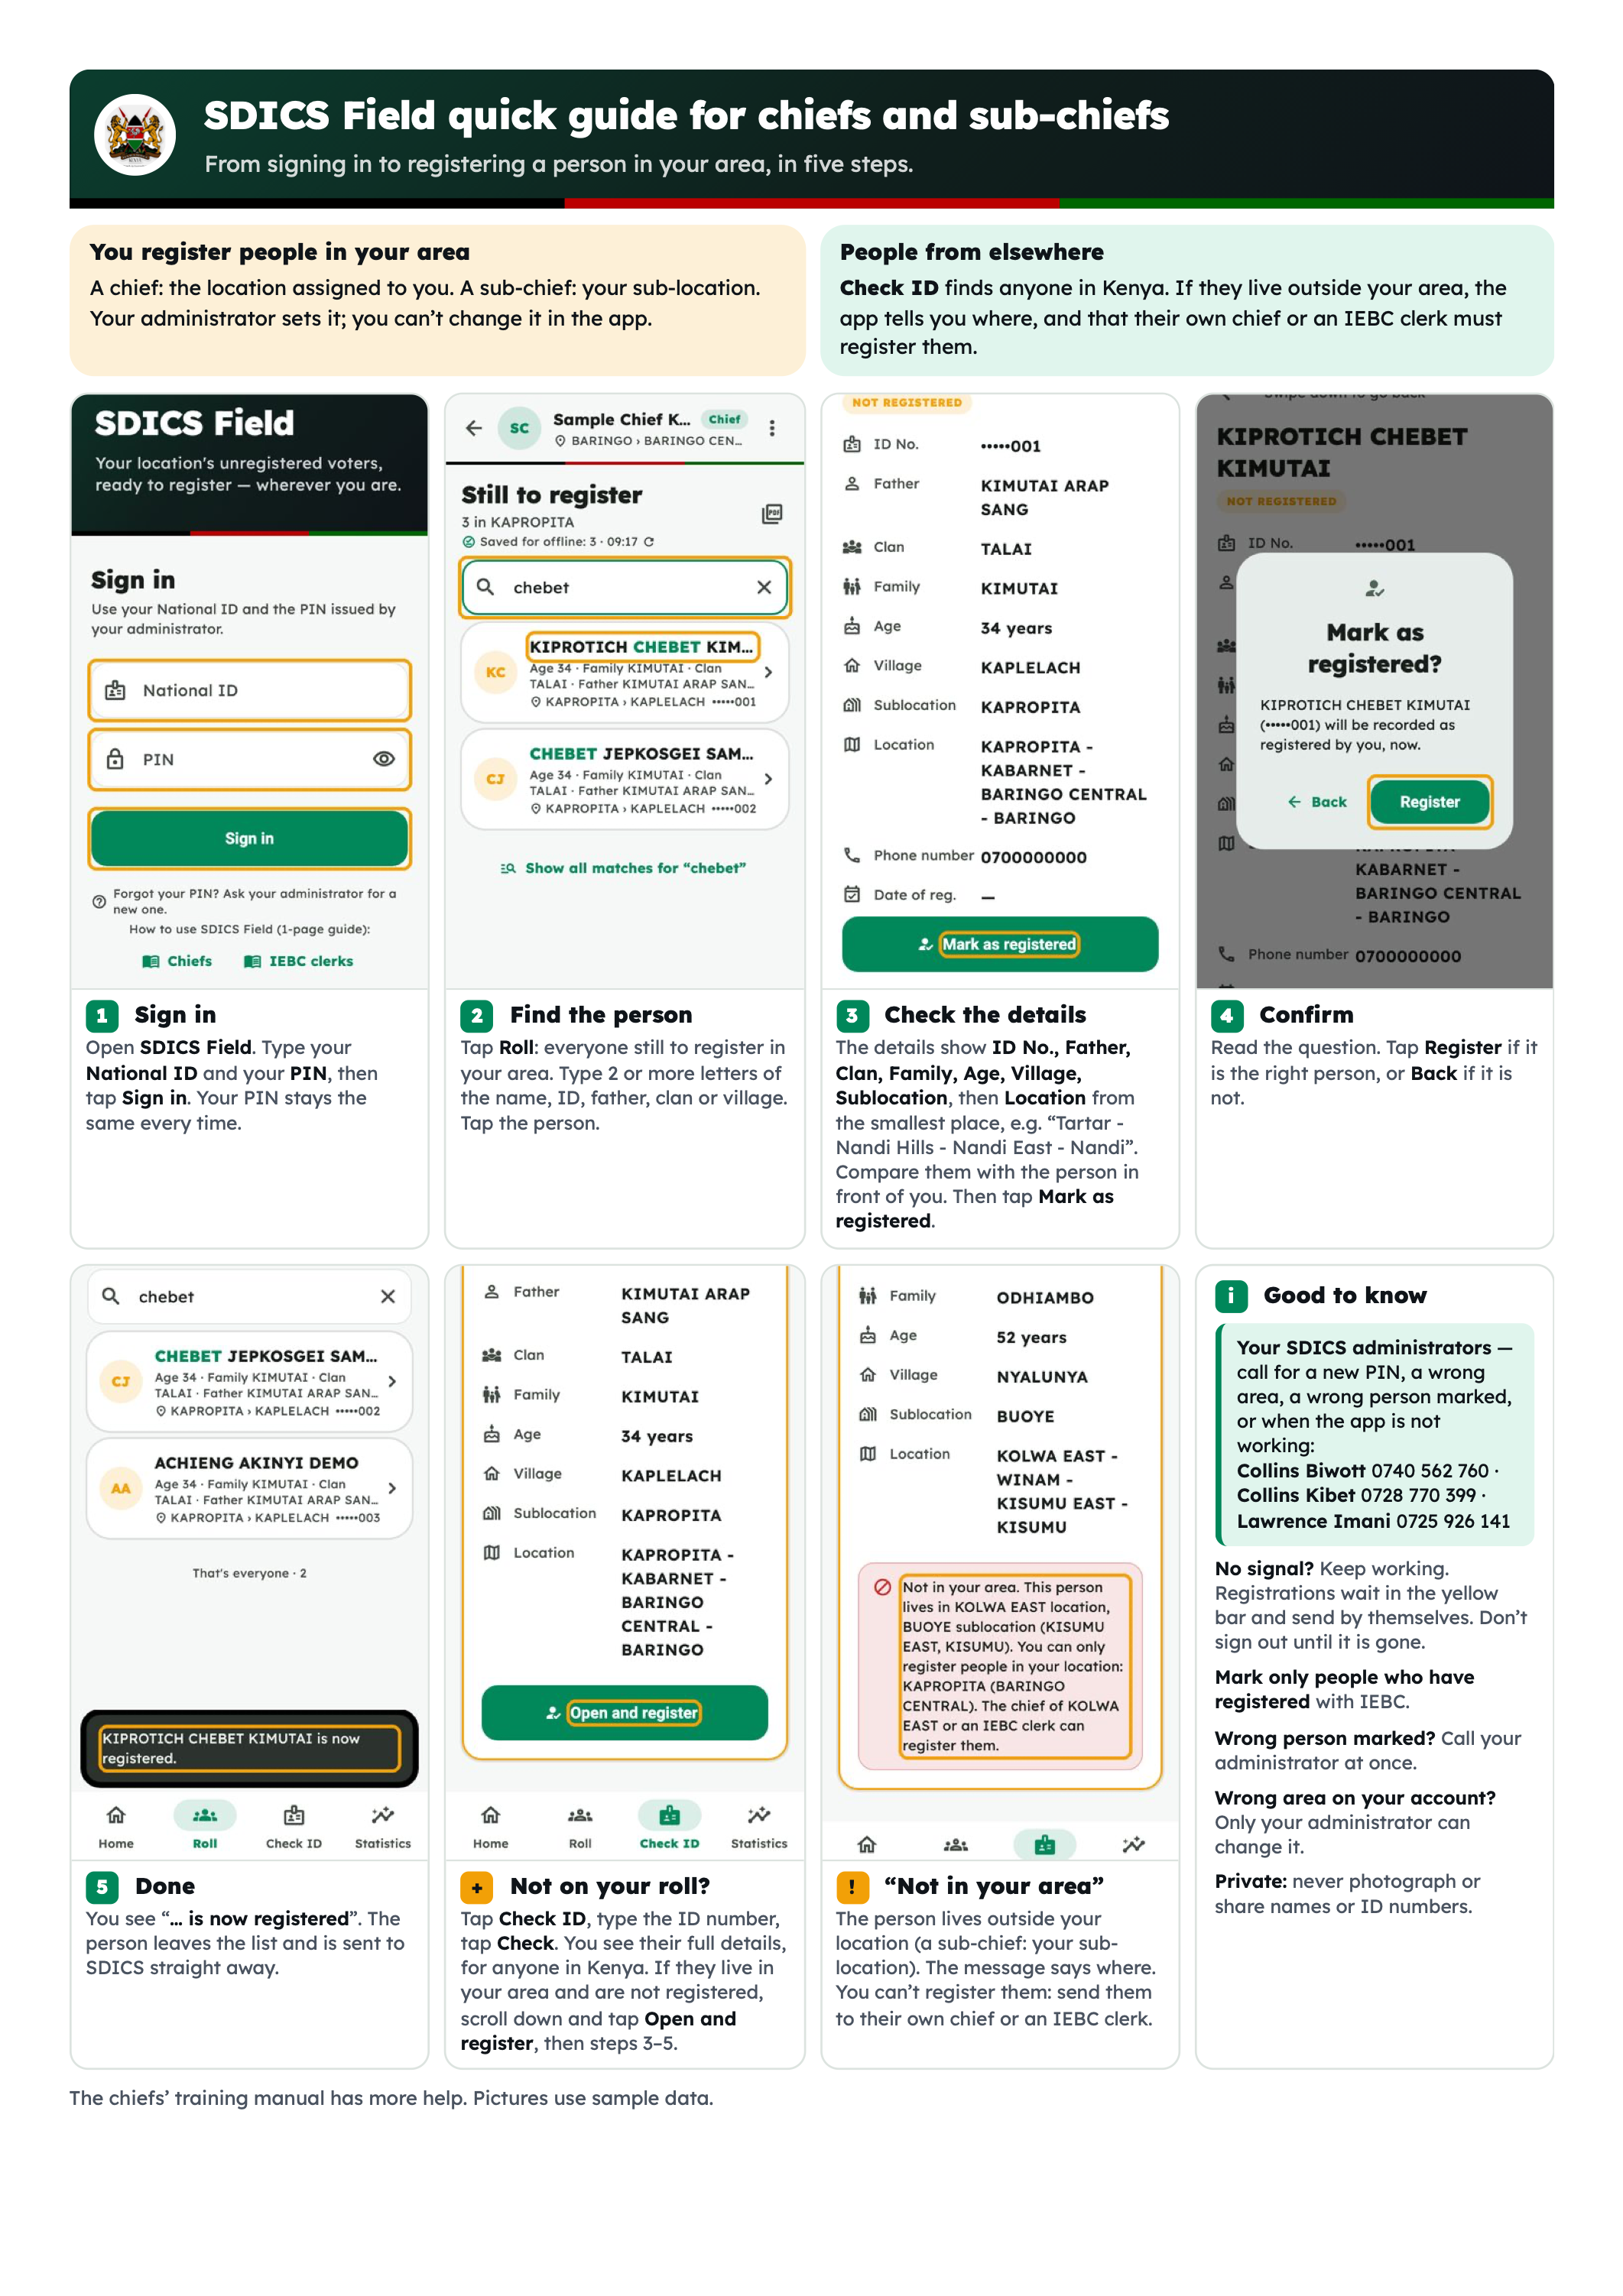 SDICS Field quick guide for chiefs and sub-chiefs
From signing in to registering a person in your area, in five steps.
You register people in your area
A chief: the location assigned to you. A sub-chief: your sub-location.
Your administrator sets it; you can’t change it in the app.
People from elsewhere
Check ID finds anyone in Kenya. If they live outside your area, the
app tells you where, and that their own chief or an IEBC clerk must
register them.
SDICS Field
Your location's unregistered voters,
ready to register — wherever you are.
Sign in
Use your National ID and the PIN issued by
your administrator.
National ID
PIN
Sign in
Forgot your PIN? Ask your administrator for a
new one.
How to use SDICS Field (1-page guide):
Chiefs IEBC clerks
1 Sign in
Open SDICS Field. Type your
National ID and your PIN, then
tap Sign in. Your PIN stays the
same every time.
SC Sample Chief K... Chief
BARINGO › BARINGO CEN...
Still to register
3 in KAPROPITA
PDF
Saved for offline: 3 · 09:17
chebet
KIPROTICH CHEBET KIM...
KC Age 34 · Family KIMUTAI · Clan
TALAI · Father KIMUTAI ARAP SAN...
KAPROPITA › KAPLELACH •••••001
CHEBET JEPKOSGEI SAM...
CJ Age 34 · Family KIMUTAI · Clan
TALAI · Father KIMUTAI ARAP SAN...
KAPROPITA › KAPLELACH •••••002
Show all matches for “chebet”
2 Find the person
Tap Roll: everyone still to register in
your area. Type 2 or more letters of
the name, ID, father, clan or village.
Tap the person.
NOT REGISTERED
ID No. •••••001
Father KIMUTAI ARAP
SANG
Clan TALAI
Family KIMUTAI
Age 34 years
Village KAPLELACH
Sublocation KAPROPITA
Location KAPROPITA -
KABARNET -
BARINGO CENTRAL
- BARINGO
Phone number 0700000000
Date of reg. —
Mark as registered
3 Check the details
The details show ID No., Father,
Clan, Family, Age, Village,
Sublocation, then Location from
the smallest place, e.g. “Tartar -
Nandi Hills - Nandi East - Nandi”.
Compare them with the person in
front of you. Then tap Mark as
registered.
Swipe down to go back
KIPROTICH CHEBET
KIMUTAI
NOT REGISTERED
ID No. •••••001
Mark as
registered?
KIPROTICH CHEBET KIMUTAI
(•••••001) will be recorded as
registered by you, now.
Back Register
KAPROPITA -
KABARNET -
BARINGO CENTRAL
- BARINGO
Phone number 0700000000
4 Confirm
Read the question. Tap Register if it
is the right person, or Back if it is
not.
chebet
CHEBET JEPKOSGEI SAM...
CJ Age 34 · Family KIMUTAI · Clan
TALAI · Father KIMUTAI ARAP SAN...
KAPROPITA › KAPLELACH •••••002
ACHIENG AKINYI DEMO
AA Age 34 · Family KIMUTAI · Clan
TALAI · Father KIMUTAI ARAP SAN...
KAPROPITA › KAPLELACH •••••003
That's everyone · 2
KIPROTICH CHEBET KIMUTAI is now
registered.
Home Roll Check ID Statistics
5 Done
You see “... is now registered”. The
person leaves the list and is sent to
SDICS straight away.
Father KIMUTAI ARAP
SANG
Clan TALAI
Family KIMUTAI
Age 34 years
Village KAPLELACH
Sublocation KAPROPITA
Location KAPROPITA -
KABARNET -
BARINGO
CENTRAL -
BARINGO
Open and register
Home Roll Check ID Statistics
+ Not on your roll?
Tap Check ID, type the ID number,
tap Check. You see their full details,
for anyone in Kenya. If they live in
your area and are not registered,
scroll down and tap Open and
register, then steps 3–5.
Family ODHIAMBO
Age 52 years
Village NYALUNYA
Sublocation BUOYE
Location KOLWA EAST -
WINAM -
KISUMU EAST -
KISUMU
Not in your area. This person
lives in KOLWA EAST location,
BUOYE sublocation (KISUMU
EAST, KISUMU). You can only
register people in your location:
KAPROPITA (BARINGO
CENTRAL). The chief of KOLWA
EAST or an IEBC clerk can
register them.
! “Not in your area”
The person lives outside your
location (a sub-chief: your sub-
location). The message says where.
You can’t register them: send them
to their own chief or an IEBC clerk.
i Good to know
Your SDICS administrators —
call for a new PIN, a wrong
area, a wrong person marked,
or when the app is not
working:
Collins Biwott 0740 562 760 ·
Collins Kibet 0728 770 399 ·
Lawrence Imani 0725 926 141
No signal? Keep working.
Registrations wait in the yellow
bar and send by themselves. Don’t
sign out until it is gone.
Mark only people who have
registered with IEBC.
Wrong person marked? Call your
administrator at once.
Wrong area on your account?
Only your administrator can
change it.
Private: never photograph or
share names or ID numbers.
The chiefs’ training manual has more help. Pictures use sample data.